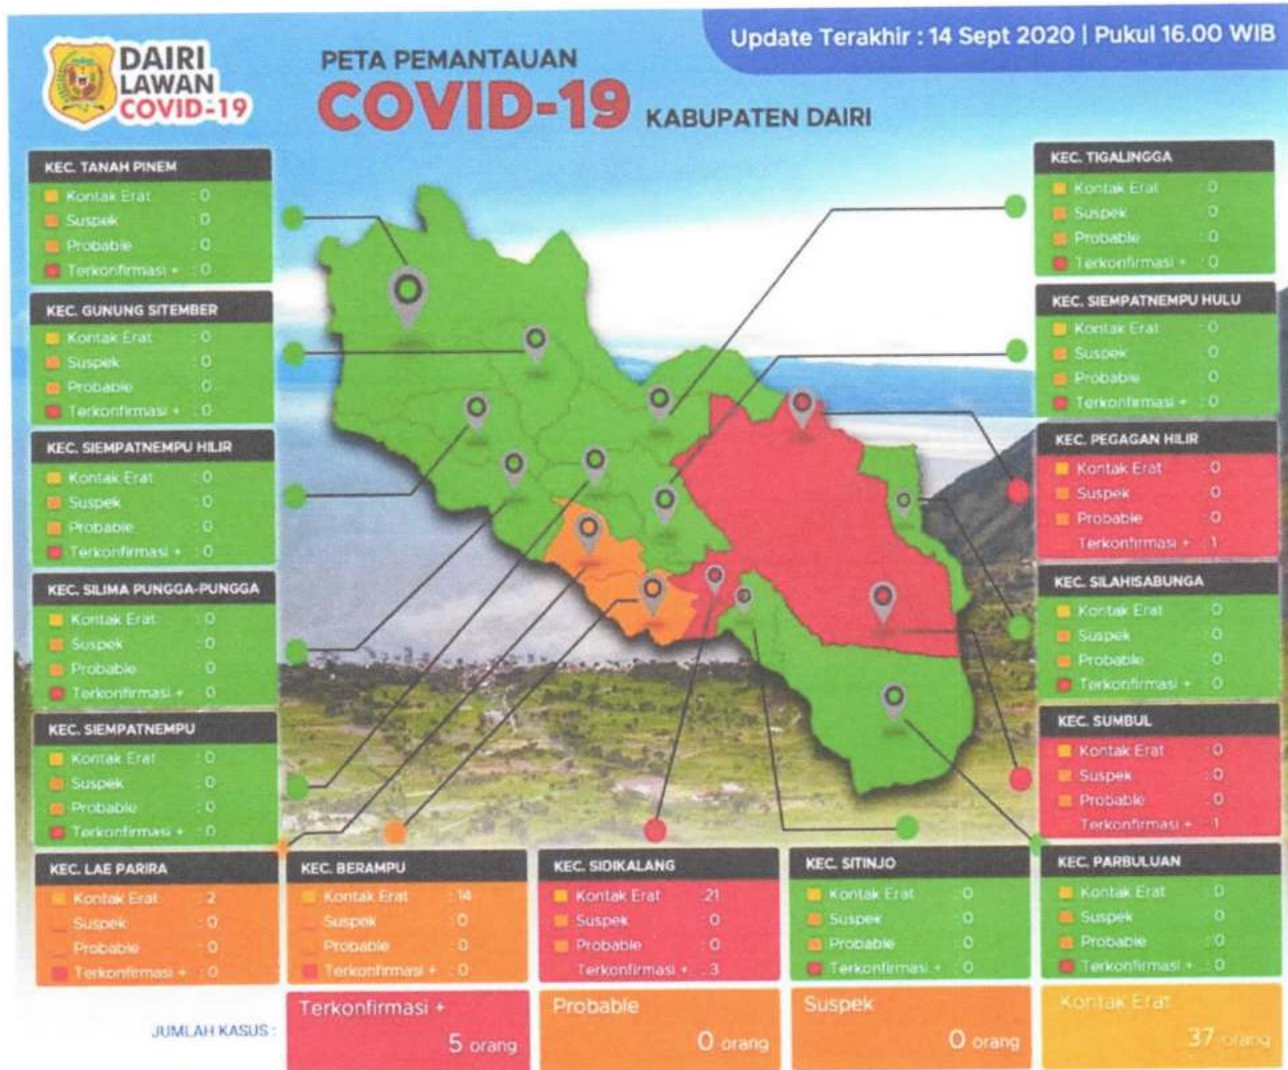 DAIRI
LAWAN
COVID-19
PETA PEMANTAUAN
COVID-19 KABUPATEN DAIRI
Update Terakhir : 14 Sept 2020 | Pukul 16.00 WIB
KEC. TANAH PINEM
Kontak Erat : 0
Suspek : 0
Probable : 0
Terkonfirmasi + : 0
KEC. GUNUNG SITEMBER
Kontak Erat : 0
Suspek : 0
Probable : 0
Terkonfirmasi + : 0
KEC. SIEMPATNEMPU HILIR
Kontak Erat : 0
Suspek : 0
Probable : 0
Terkonfirmasi + : 0
KEC. SILIMA PUNGGA-PUNGGA
Kontak Erat : 0
Suspek : 0
Probable : 0
Terkonfirmasi + : 0
KEC. SIEMPATNEMPU
Kontak Erat : 0
Suspek : 0
Probable : 0
Terkonfirmasi + : 0
KEC. TIGALINGGA
Kontak Erat : 0
Suspek : 0
Probable : 0
Terkonfirmasi + : 0
KEC. SIEMPATNEMPU HULU
Kontak Erat : 0
Suspek : 0
Probable : 0
Terkonfirmasi + : 0
KEC. PEGAGAN HILIR
Kontak Erat : 0
Suspek : 0
Probable : 0
Terkonfirmasi + : 1
KEC. SILAHISABUNGA
Kontak Erat : 0
Suspek : 0
Probable : 0
Terkonfirmasi + : 0
KEC. SUMBUL
Kontak Erat : 0
Suspek : 0
Probable : 0
Terkonfirmasi + : 1
KEC. LAE PARIRA
Kontak Erat : 2
Suspek : 0
Probable : 0
Terkonfirmasi + : 0
KEC. BERAMPU
Kontak Erat : 14
Suspek : 0
Probable : 0
Terkonfirmasi + : 0
KEC. SIDIKALANG
Kontak Erat : 21
Suspek : 0
Probable : 0
Terkonfirmasi + : 3
KEC. SITINJO
Kontak Erat : 0
Suspek : 0
Probable : 0
Terkonfirmasi + : 0
KEC. PARBULUAN
Kontak Erat : 0
Suspek : 0
Probable : 0
Terkonfirmasi + : 0
JUMLAH KASUS :
Terkonfirmasi +
5 orang
Probable
0 orang
Suspek
0 orang
Kontak Erat
37 orang